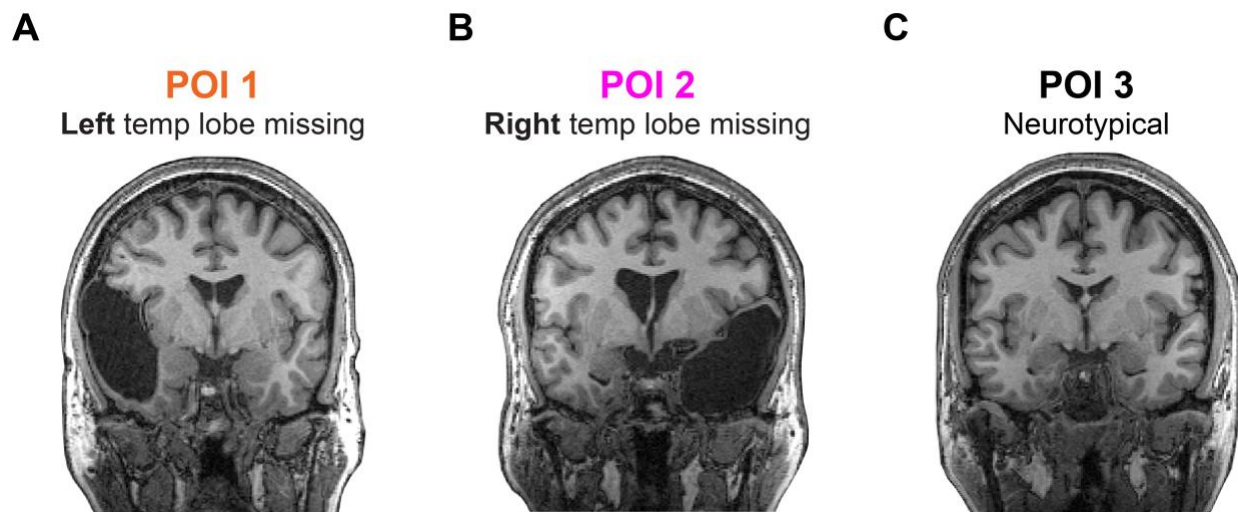 A
POI 1
Left temp lobe missing
B
POI 2
Right temp lobe missing
C
POI 3
Neurotypical